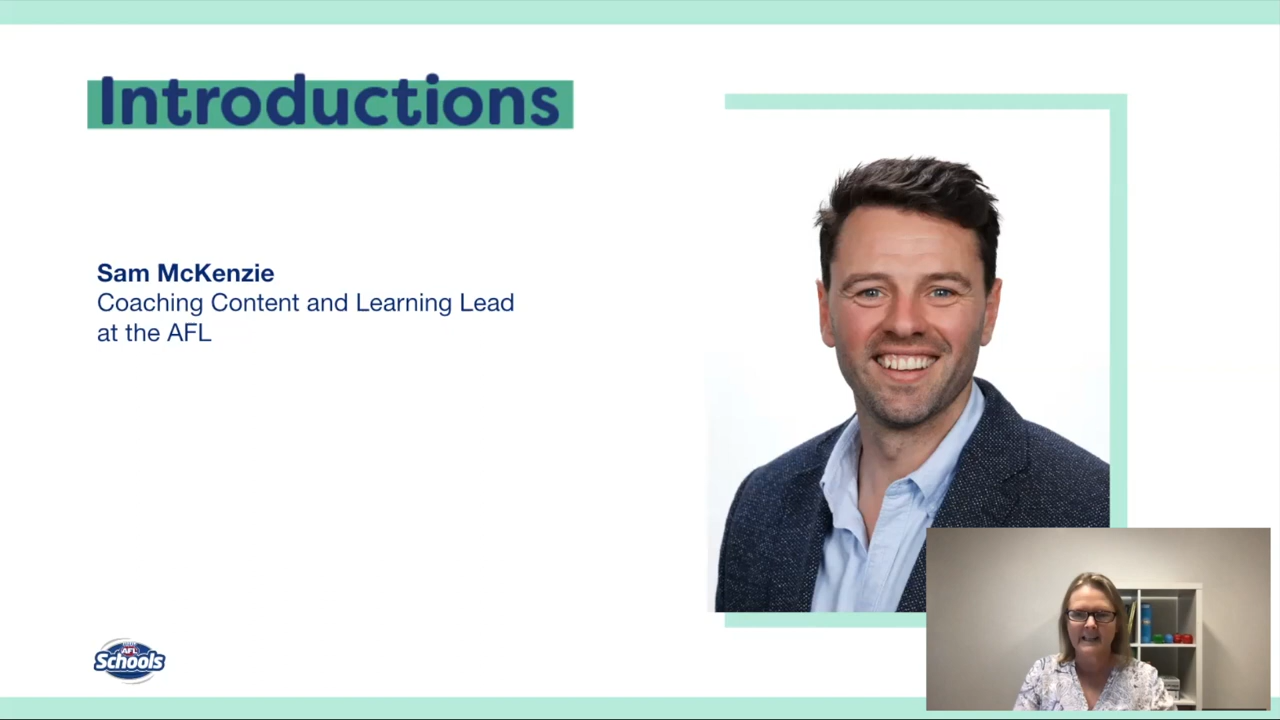 Introductions
Sam McKenzie
Coaching Content and Learning Lead
at the AFL
AFL
Schools